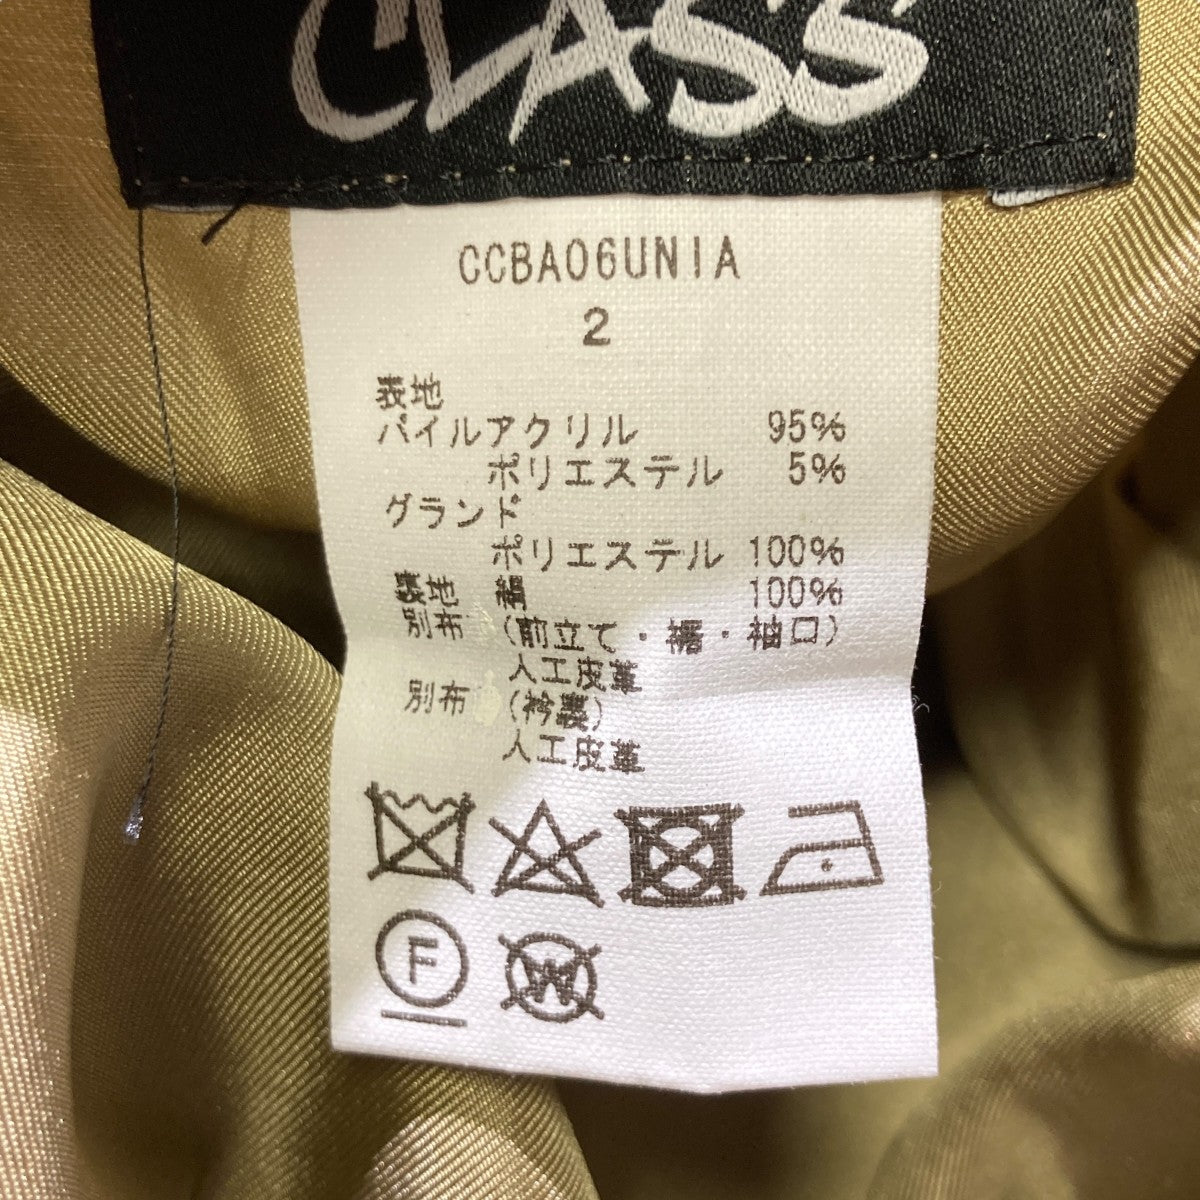 CLASS
CCBA06UNIA
2
表地
パイルアクリル 95%
ポリエステル 5%
グランド
ポリエステル 100%
裏地 絹 100%
別布 (前立て・裾・袖口)
人工皮革
別布 (衿裏)
人工皮革
F
W